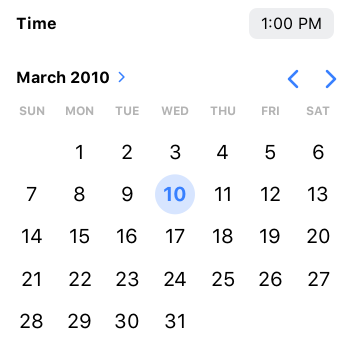 Time 1:00 PM
March 2010
SUN MON TUE WED THU FRI SAT
1 2 3 4 5 6
7 8 9 10 11 12 13
14 15 16 17 18 19 20
21 22 23 24 25 26 27
28 29 30 31